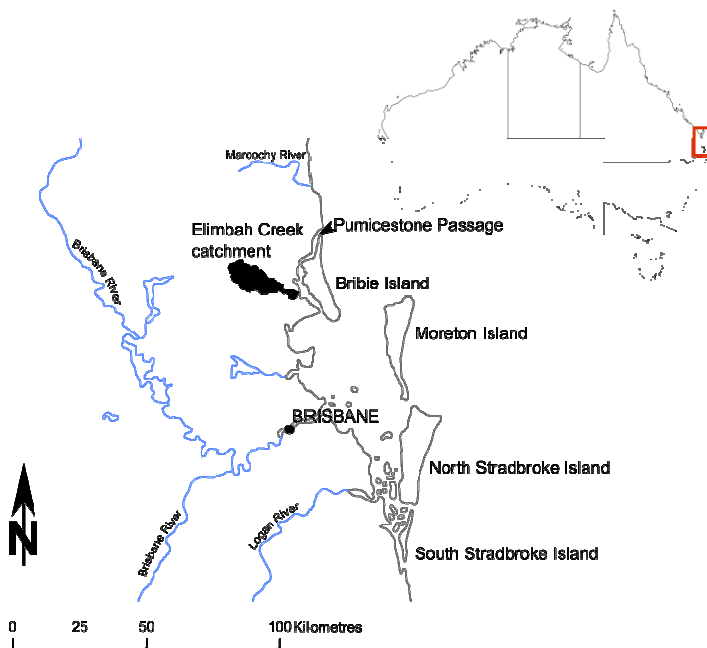 Maroochy River
Elimbah Creek
catchment
Pumicestone Passage
Brisbane River
Bribie Island
Moreton Island
BRISBANE
North Stradbroke Island
N
Brisbane River
Logan River
South Stradbroke Island
0 25 50 100 Kilometres